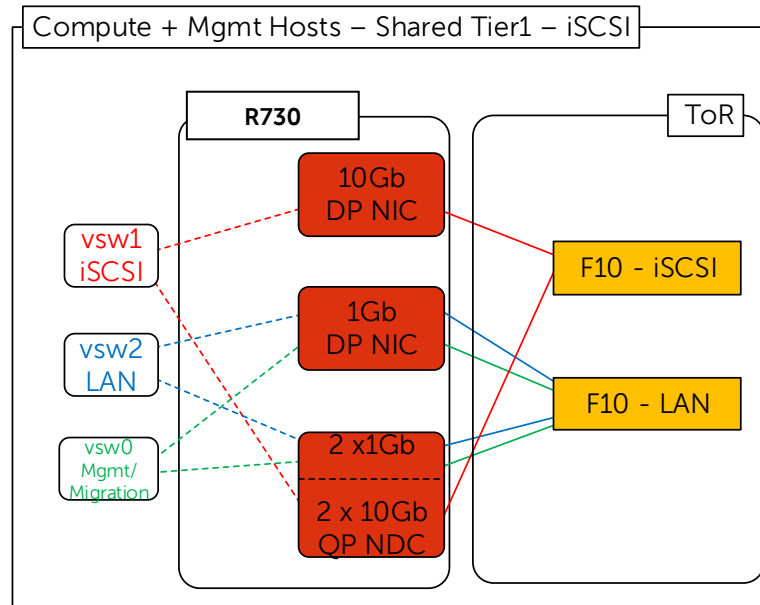 Compute + Mgmt Hosts – Shared Tier1 – iSCSI
R730
ToR
10Gb
DP NIC
vsw1
iSCSI
F10 - iSCSI
1Gb
DP NIC
vsw2
LAN
F10 - LAN
vsw0
Mgmt/
Migration
2 x1Gb
2 x 10Gb
QP NDC